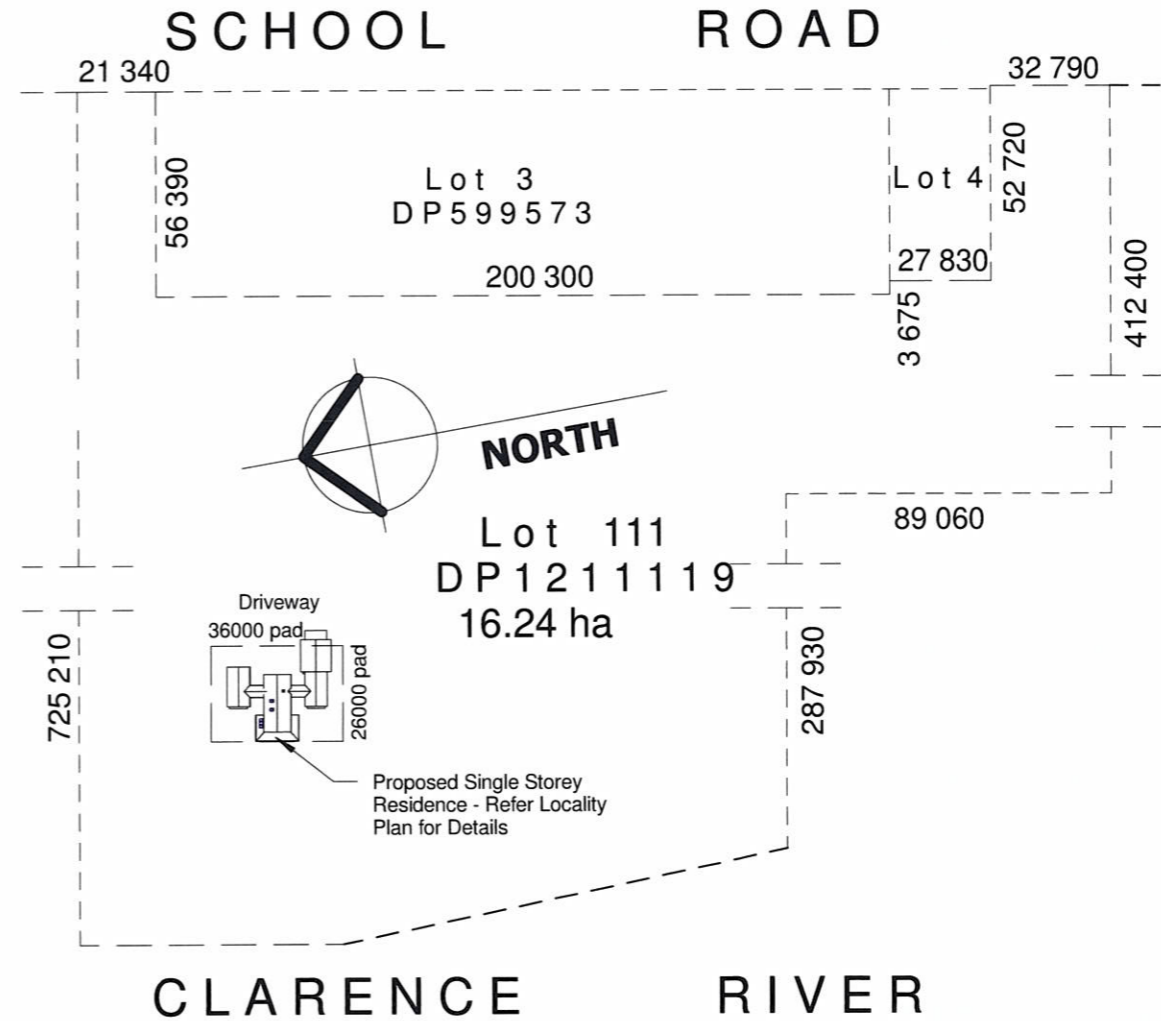 SCHOOL ROAD
21 340
32 790
56 390
Lot 3
DP599573
Lot 4
52 720
200 300
27 830
3 675
412 400
NORTH
Lot 111
DP1211119
16.24 ha
89 060
Driveway
36000 pad
26000 pad
725 210
287 930
Proposed Single Storey
Residence - Refer Locality
Plan for Details
CLARENCE RIVER